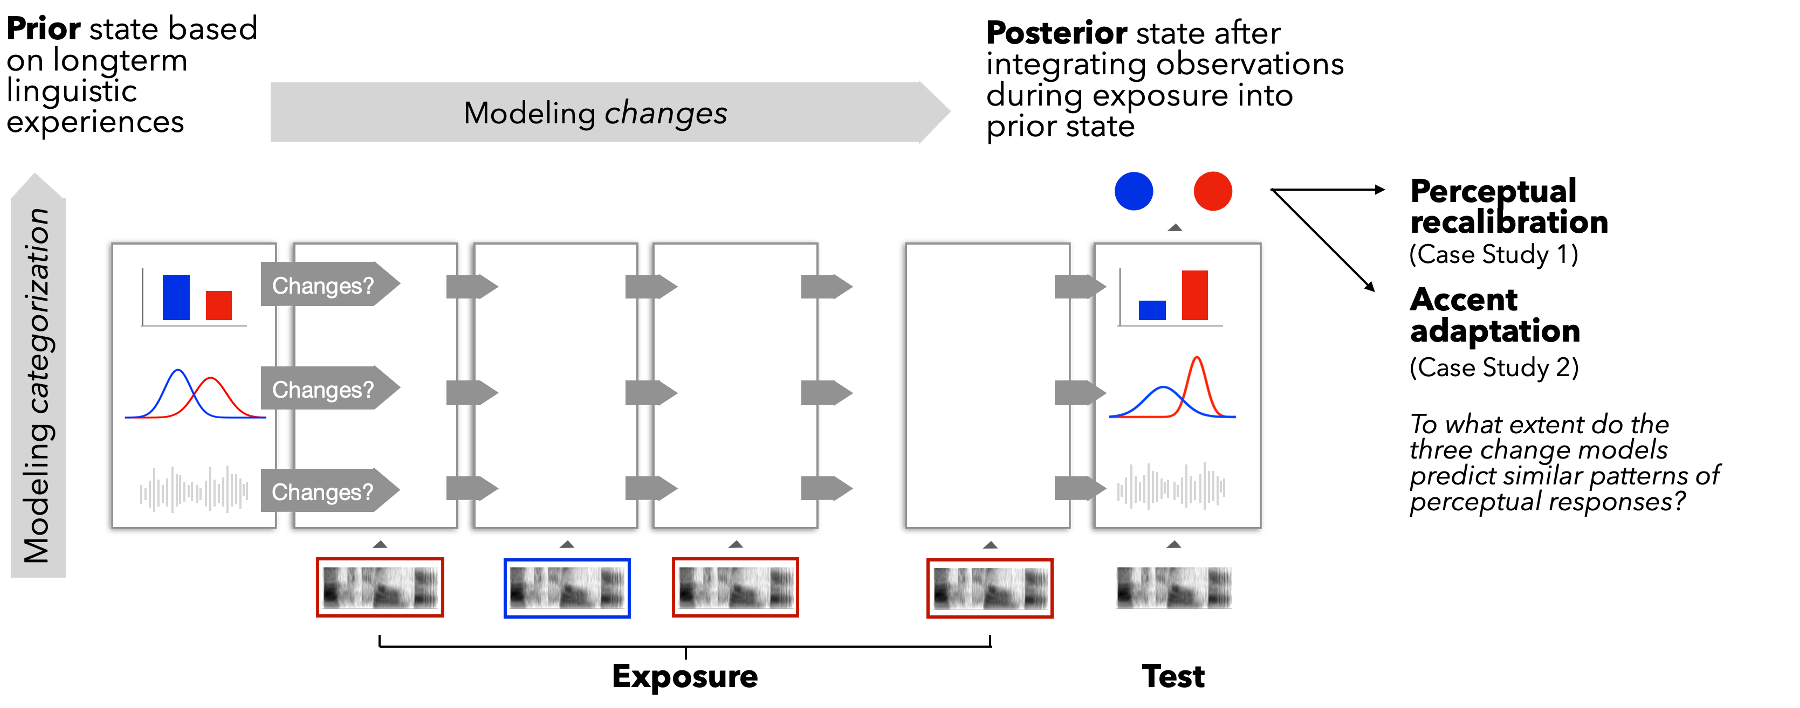 Prior state based
on longterm
linguistic
experiences
Modeling changes
Posterior state after
integrating observations
during exposure into
prior state
Modeling categorization
Changes?
Changes?
Changes?
Perceptual
recalibration
(Case Study 1)
Accent
adaptation
(Case Study 2)
To what extent do the
three change models
predict similar patterns of
perceptual responses?
Exposure
Test